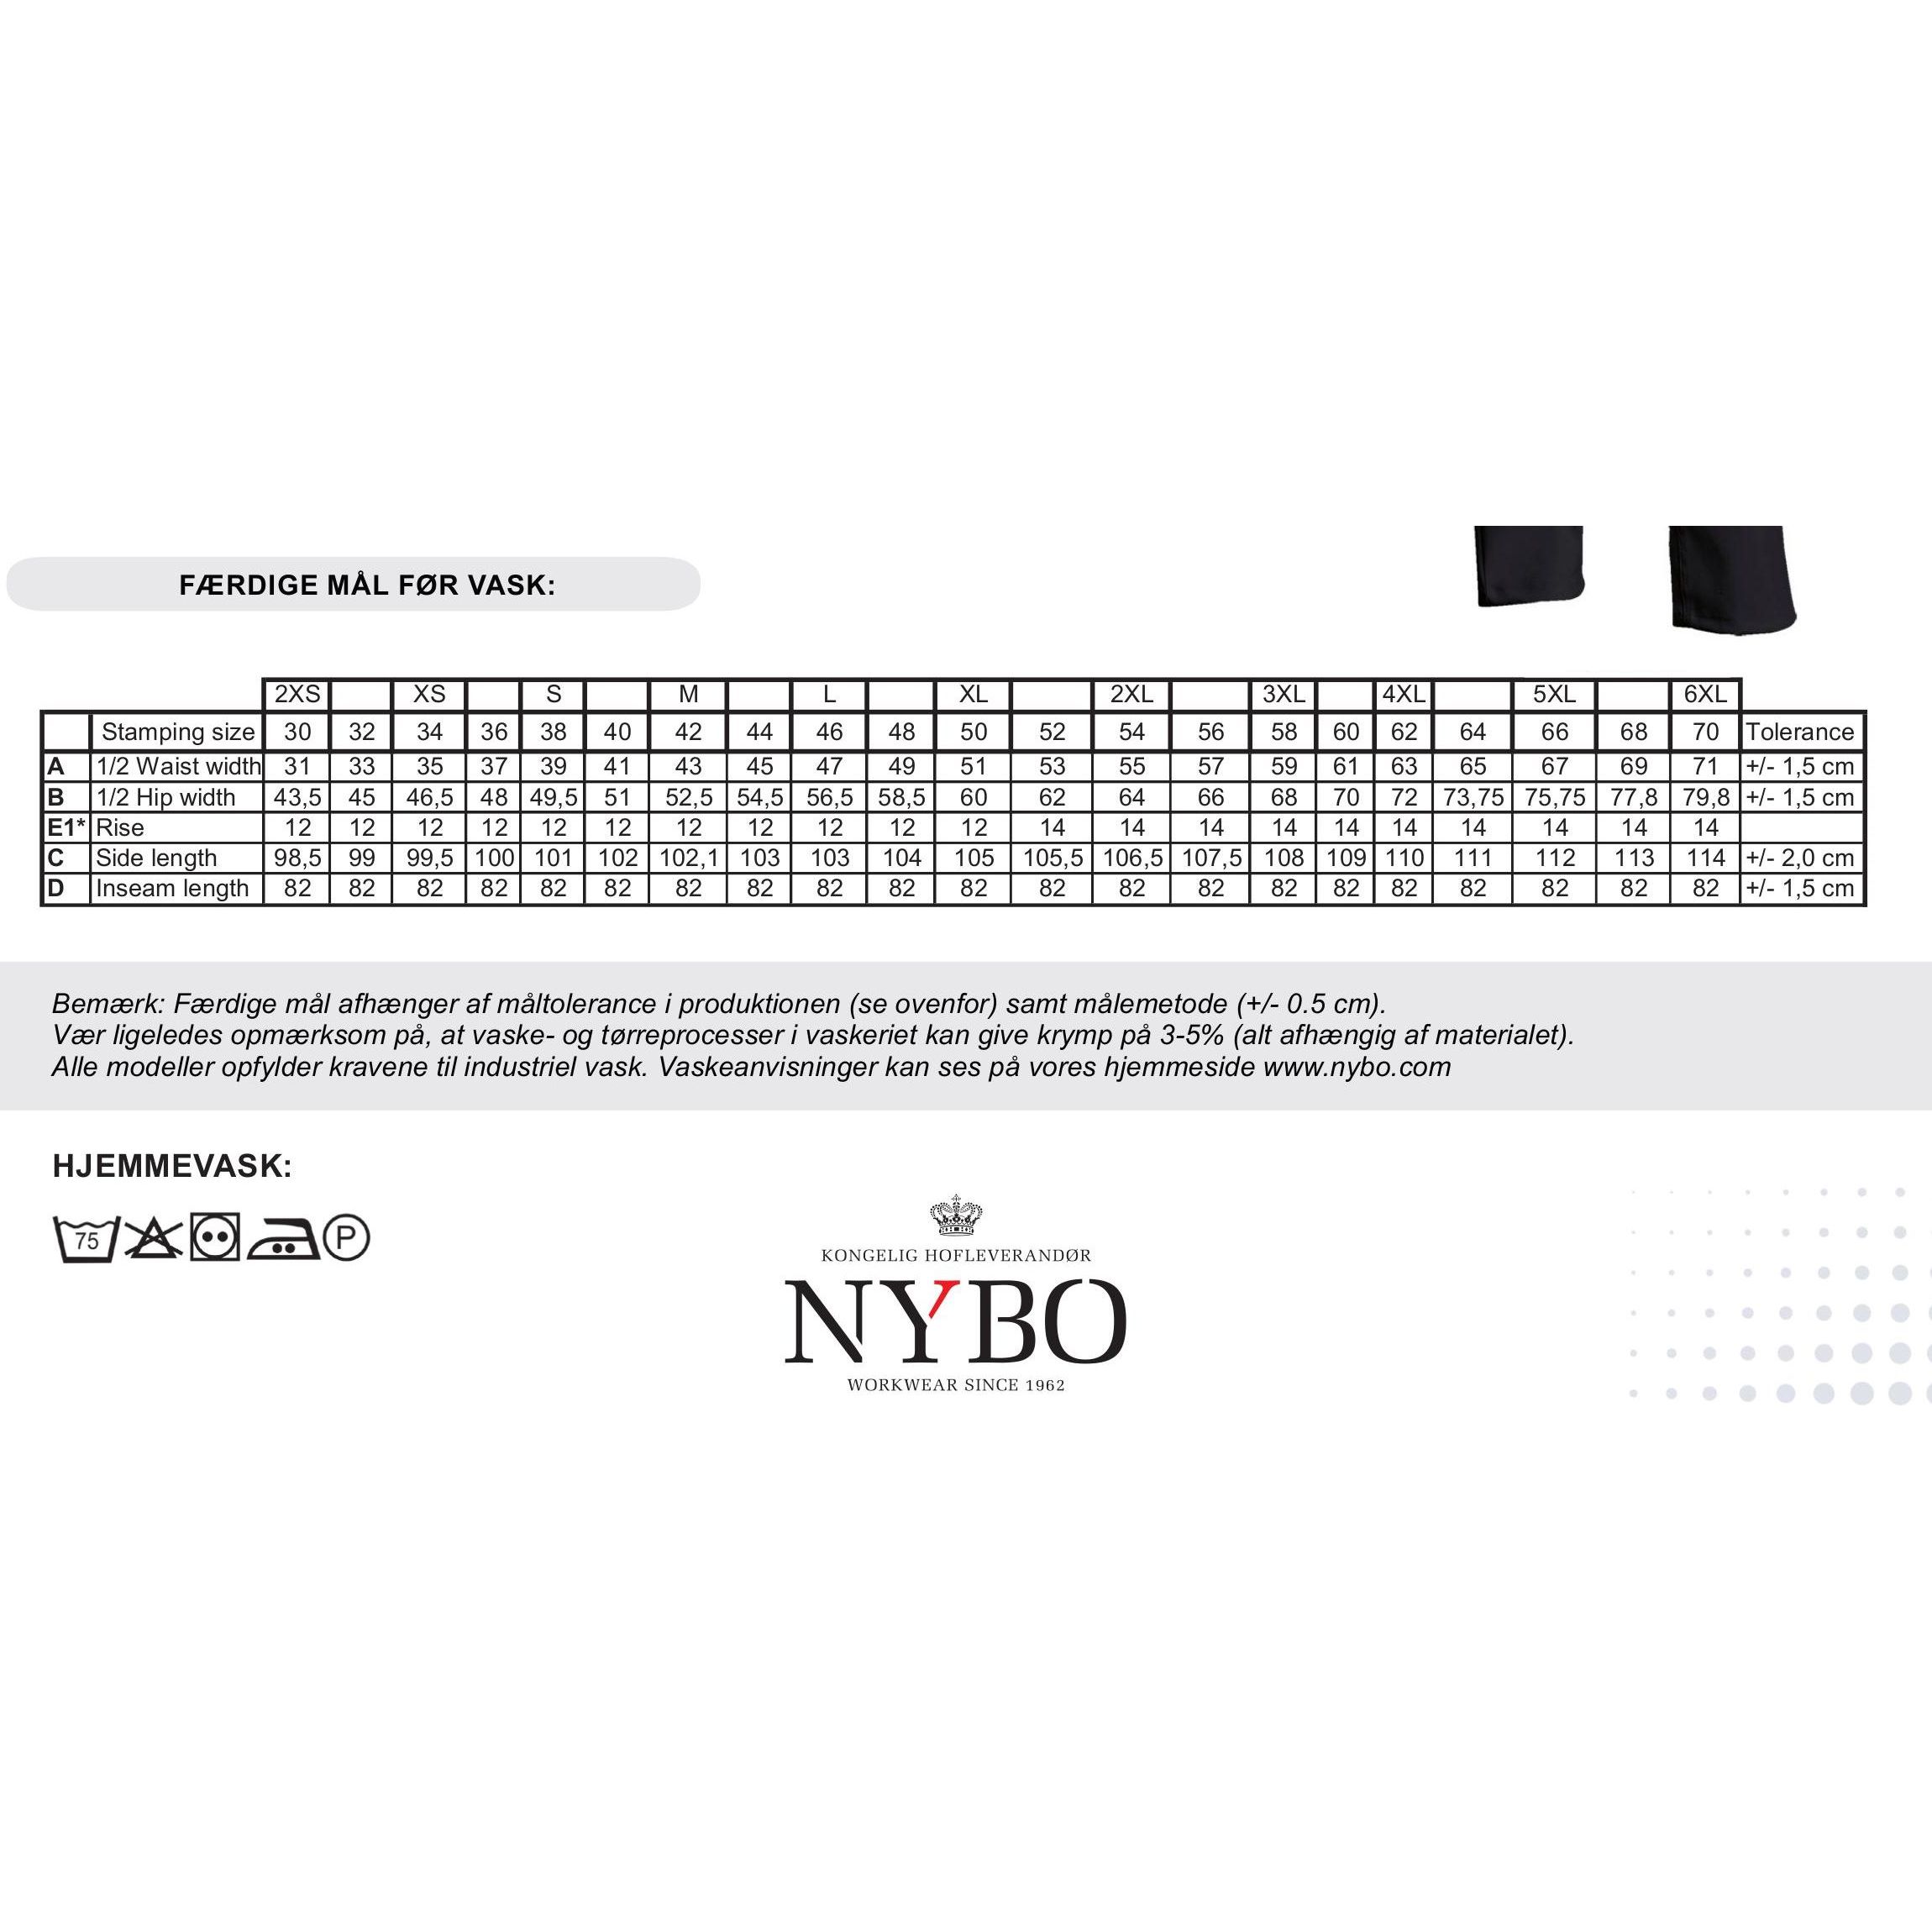 FÆRDIGE MÅL FØR VASK:
2XS XS S M L XL 2XL 3XL 4XL 5XL 6XL
Stamping size 30 32 34 36 38 40 42 44 46 48 50 52 54 56 58 60 62 64 66 68 70 Tolerance
A 1/2 Waist width 31 33 35 37 39 41 43 45 47 49 51 53 55 57 59 61 63 65 67 69 71 +/- 1,5 cm
B 1/2 Hip width 43,5 45 46,5 48 49,5 51 52,5 54,5 56,5 58,5 60 62 64 66 68 70 72 73,75 75,75 77,8 79,8 +/- 1,5 cm
E1* Rise 12 12 12 12 12 12 12 12 12 12 12 14 14 14 14 14 14 14 14 14 14
C Side length 98,5 99 99,5 100 101 102 102,1 103 103 104 105 105,5 106,5 107,5 108 109 110 111 112 113 114 +/- 2,0 cm
D Inseam length 82 82 82 82 82 82 82 82 82 82 82 82 82 82 82 82 82 82 82 82 82 +/- 1,5 cm
Bemærk: Færdige mål afhænger af måltolerance i produktionen (se ovenfor) samt målemetode (+/- 0.5 cm).
Vær ligeledes opmærksom på, at vaske- og tørreprocesser i vaskeriet kan give krymp på 3-5% (alt afhængig af materialet).
Alle modeller opfylder kravene til industriel vask. Vaskeanvisninger kan ses på vores hjemmeside www.nybo.com
HJEMMEVASK:
75 P
KONGELIG HOFLEVERANDØR
NYBO
WORKWEAR SINCE 1962